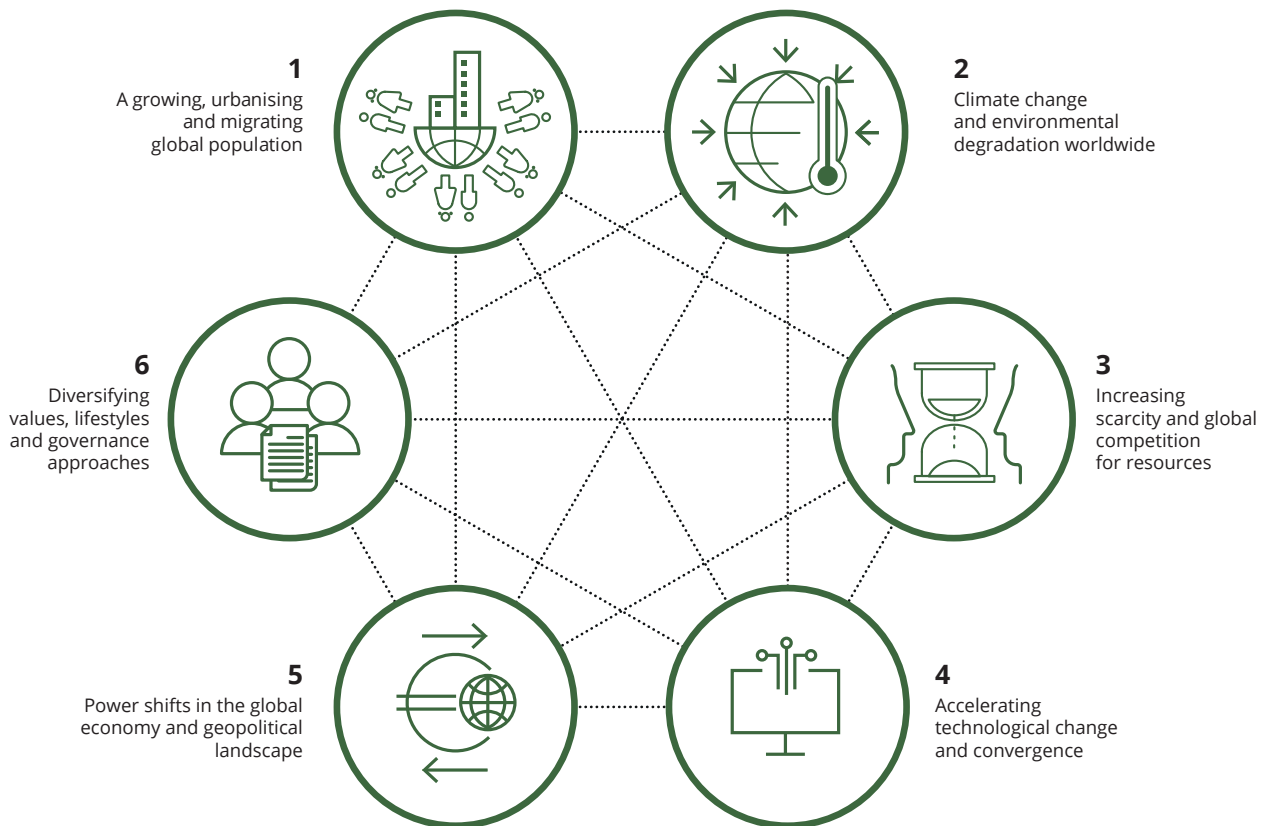 1
A growing, urbanising
and migrating
global population
2
Climate change
and environmental
degradation worldwide
3
Increasing
scarcity and global
competition
for resources
4
Accelerating
technological change
and convergence
5
Power shifts in the global
economy and geopolitical
landscape
6
Diversifying
values, lifestyles
and governance
approaches